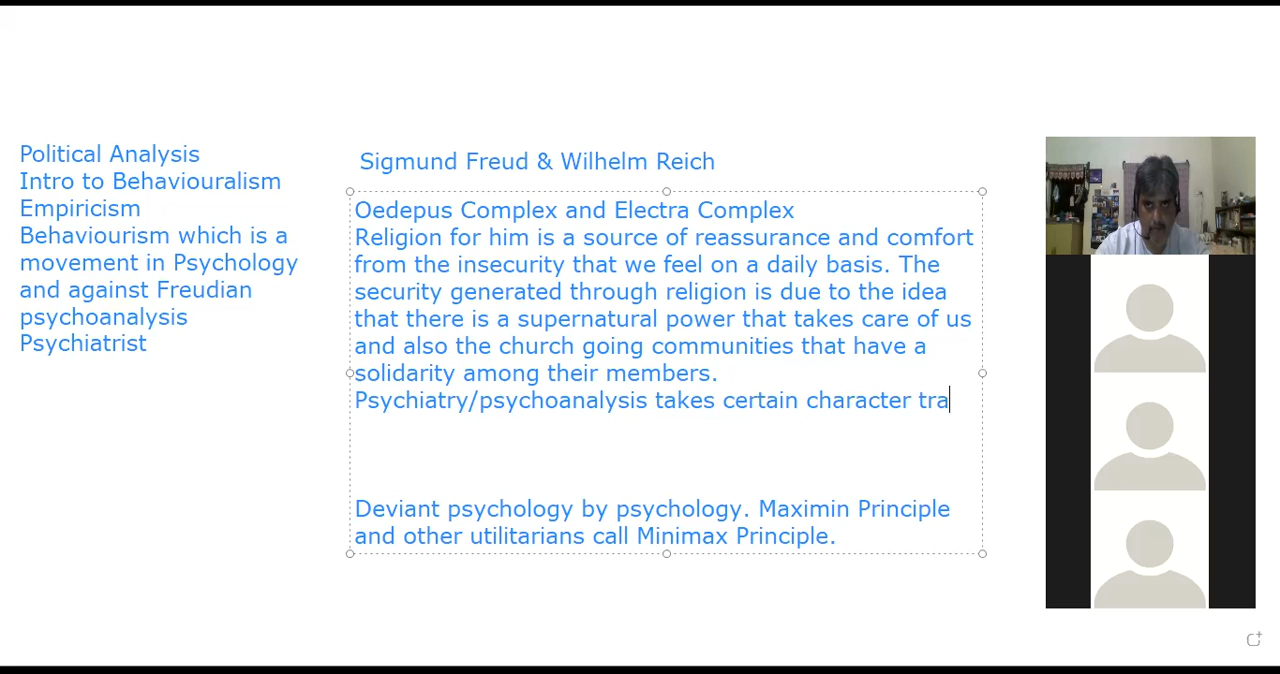 Political Analysis
Intro to Behaviouralism
Empiricism
Behaviourism which is a
movement in Psychology
and against Freudian
psychoanalysis
Psychiatrist
Sigmund Freud & Wilhelm Reich
Oedepus Complex and Electra Complex
Religion for him is a source of reassurance and comfort
from the insecurity that we feel on a daily basis. The
security generated through religion is due to the idea
that there is a supernatural power that takes care of us
and also the church going communities that have a
solidarity among their members.
Psychiatry/psychoanalysis takes certain character tra
Deviant psychology by psychology. Maximin Principle
and other utilitarians call Minimax Principle.